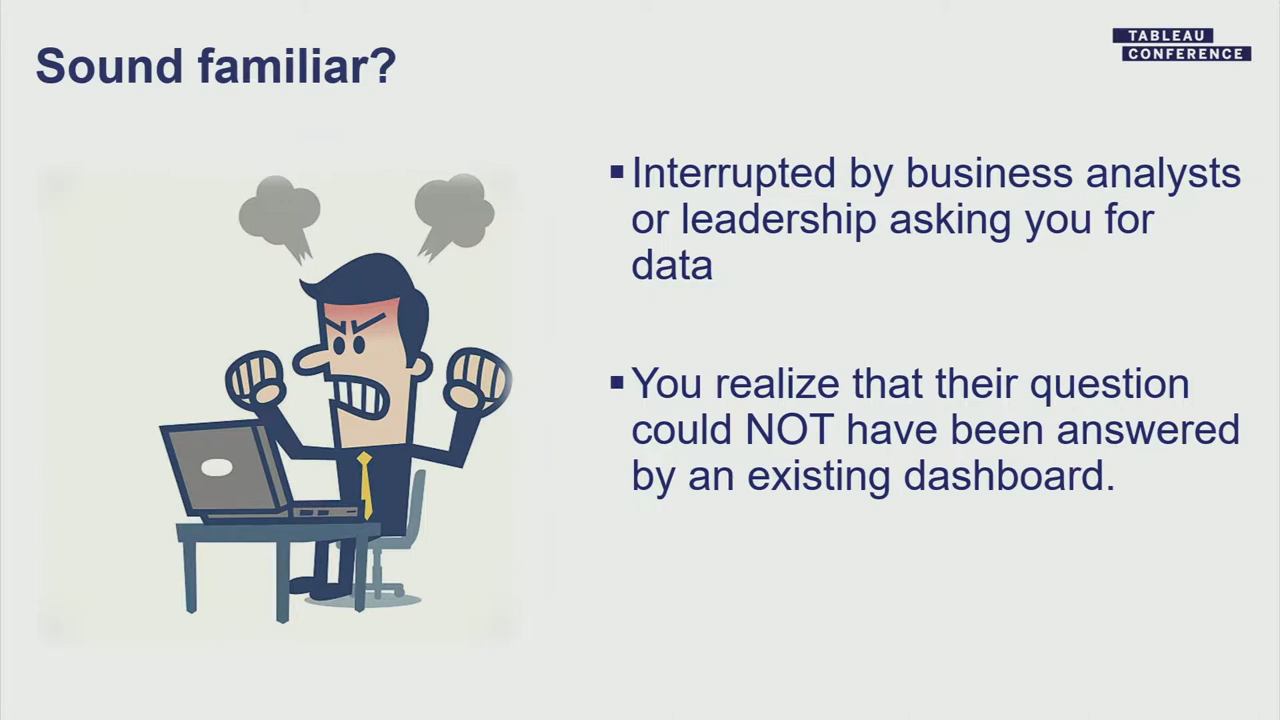 Sound familiar?
TABLEAU
CONFERENCE
▪Interrupted by business analysts
or leadership asking you for
data
▪You realize that their question
could NOT have been answered
by an existing dashboard.